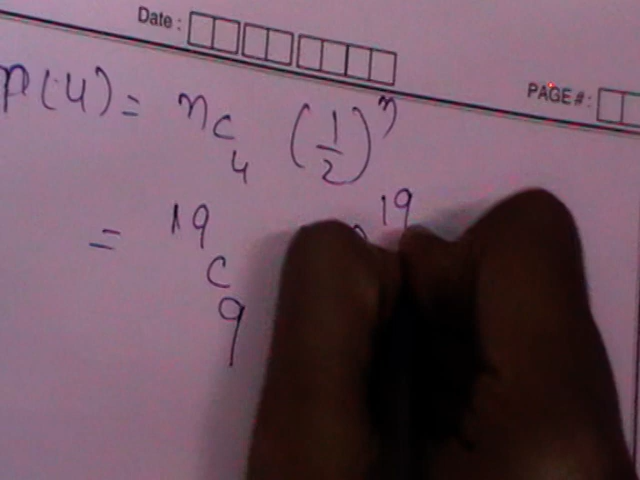 Date :
PAGE # :
P(4) = ⁿC₄ (1/2)ⁿ
= ¹⁹C₉ ¹⁹